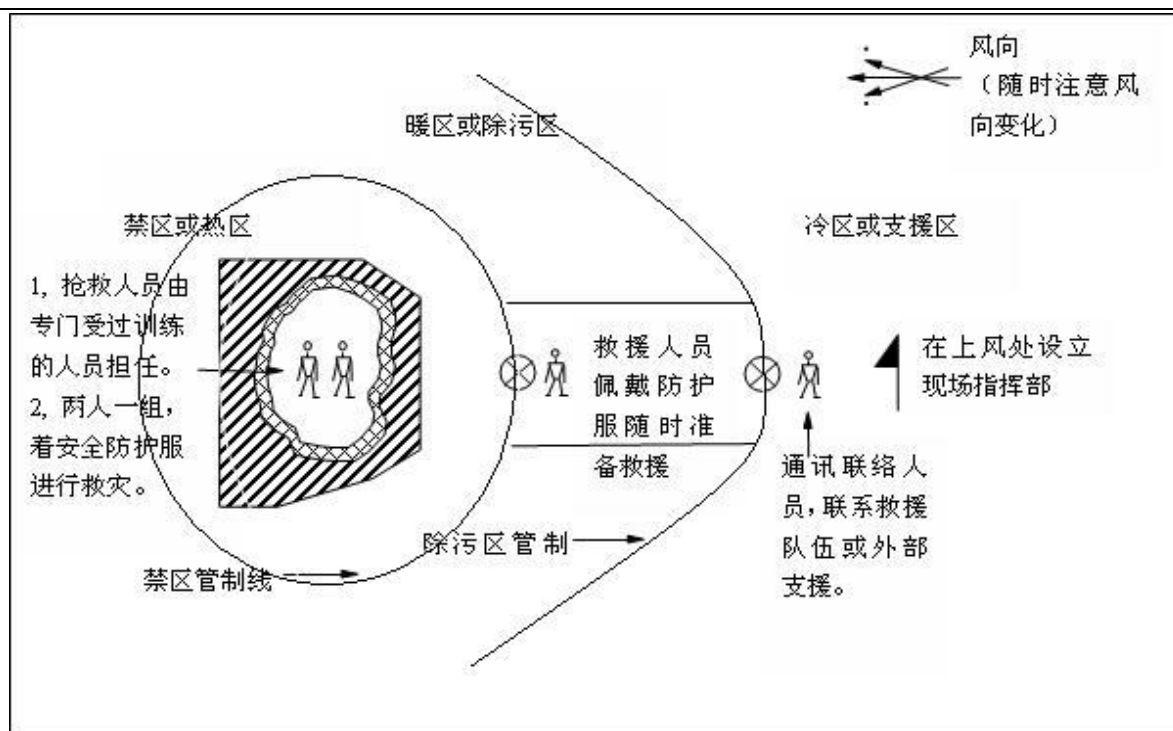 风向
（随时注意风
向变化）
暖区或除污区
禁区或热区
冷区或支援区
1, 抢救人员由
专门受过训练
的人员担任。
2, 两人一组，
着安全防护服
进行救灾。
救援人员
佩戴防护
服随时准
备救援
在上风处设立
现场指挥部
通讯联络人
员，联系救援
队伍或外部
支援。
除污区管制
禁区管制线